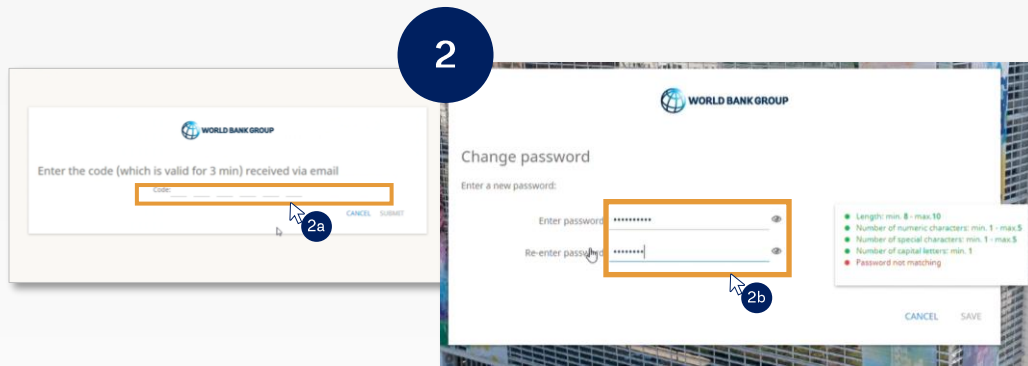 2
WORLD BANK GROUP
Enter the code (which is valid for 3 min) received via email
Code:
CANCEL SUBMIT
2a
WORLD BANK GROUP
Change password
Enter a new password:
Enter password ••••••••••
Re-enter password ••••••••
2b
Length: min. 8 - max.10
Number of numeric characters: min. 1 - max.5
Number of special characters: min. 1 - max.5
Number of capital letters: min. 1
Password not matching
CANCEL SAVE